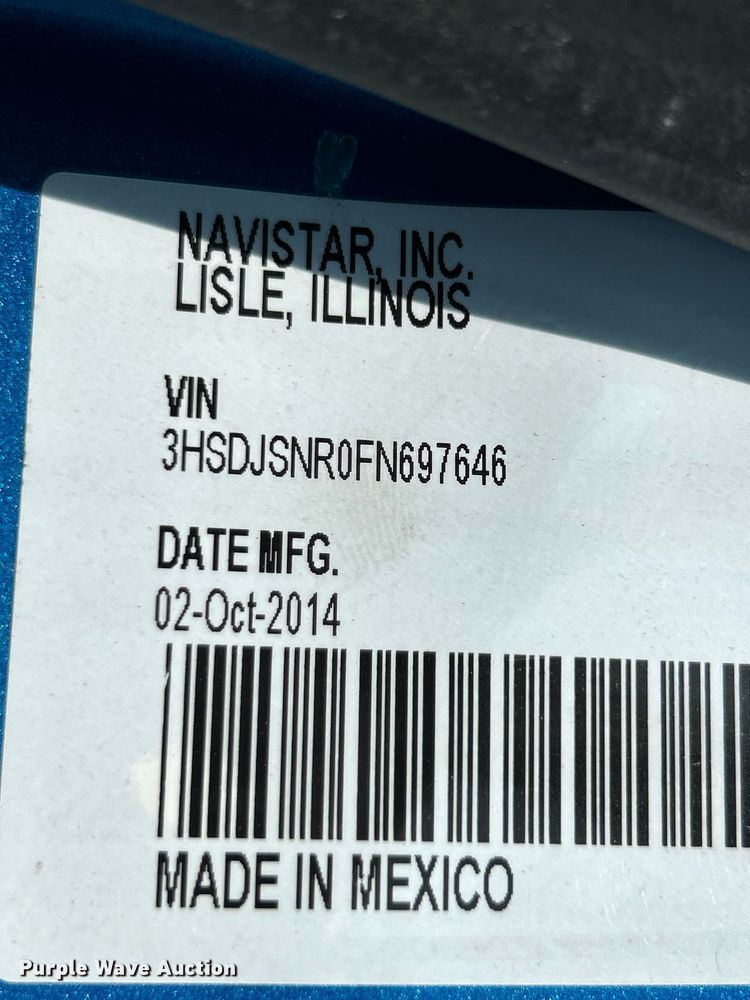 NAVISTAR, INC.
LISLE, ILLINOIS
VIN
3HSDJSNR0FN697646
DATE MFG.
02-Oct-2014
MADE IN MEXICO
Purple Wave Auction